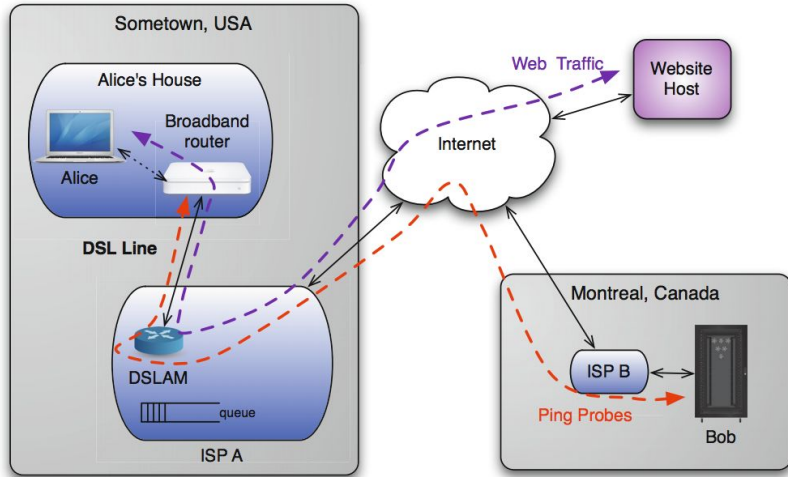 Sometown, USA
Alice's House
Broadband
router
Alice
DSL Line
DSLAM
queue
ISP A
Internet
Web Traffic
Website
Host
Montreal, Canada
ISP B
Ping Probes
Bob